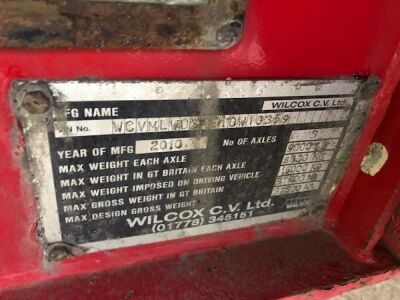 MFG NAME WILCOX C.V. Ltd.
VIN No.
YEAR OF MFG 2010 No OF AXLES 3
MAX WEIGHT EACH AXLE
MAX WEIGHT IN GT BRITAIN EACH AXLE
MAX WEIGHT IMPOSED ON DRIVING VEHICLE
MAX GROSS WEIGHT IN GT BRITAIN
MAX DESIGN GROSS WEIGHT
WILCOX C.V. Ltd.
(01778) 345151